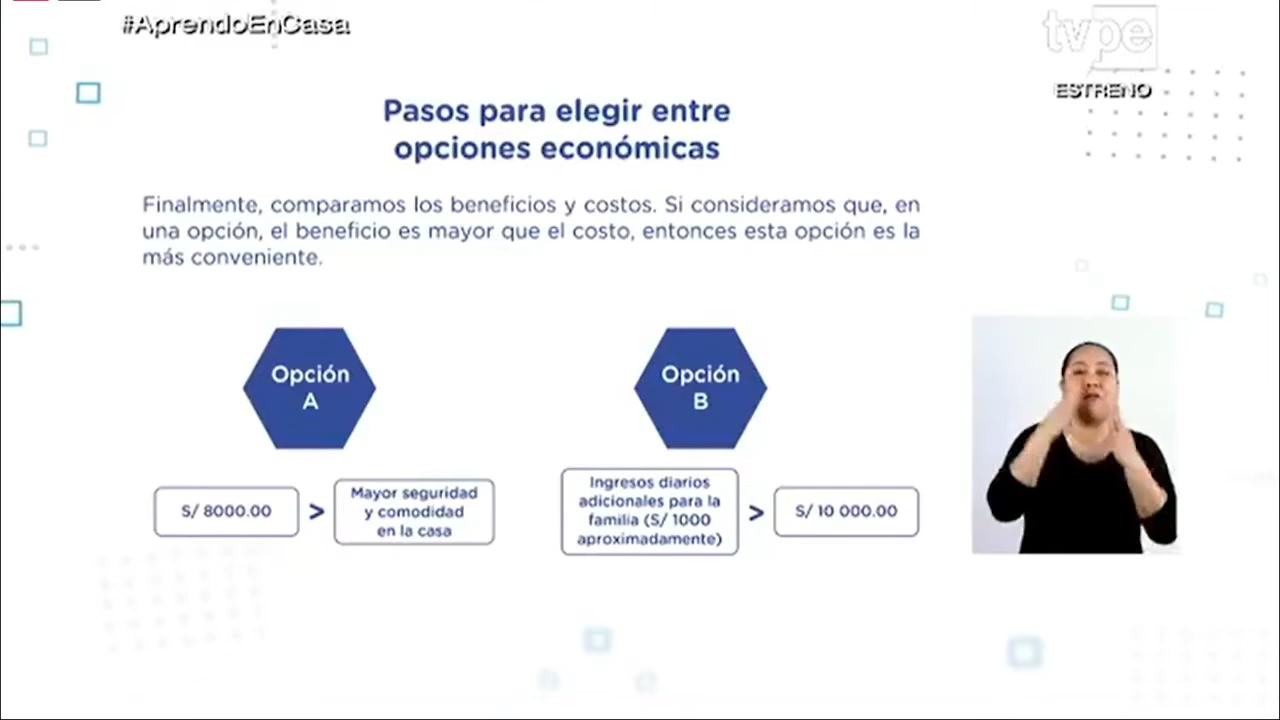 #AprendoEnCasa
tvpe
ESTRENO
Pasos para elegir entre
opciones económicas
Finalmente, comparamos los beneficios y costos. Si consideramos que, en
una opción, el beneficio es mayor que el costo, entonces esta opción es la
más conveniente.
Opción
A
Opción
B
S/ 8000.00
>
Mayor seguridad
y comodidad
en la casa
Ingresos diarios
adicionales para la
familia (S/ 1000
aproximadamente)
>
S/ 10 000.00